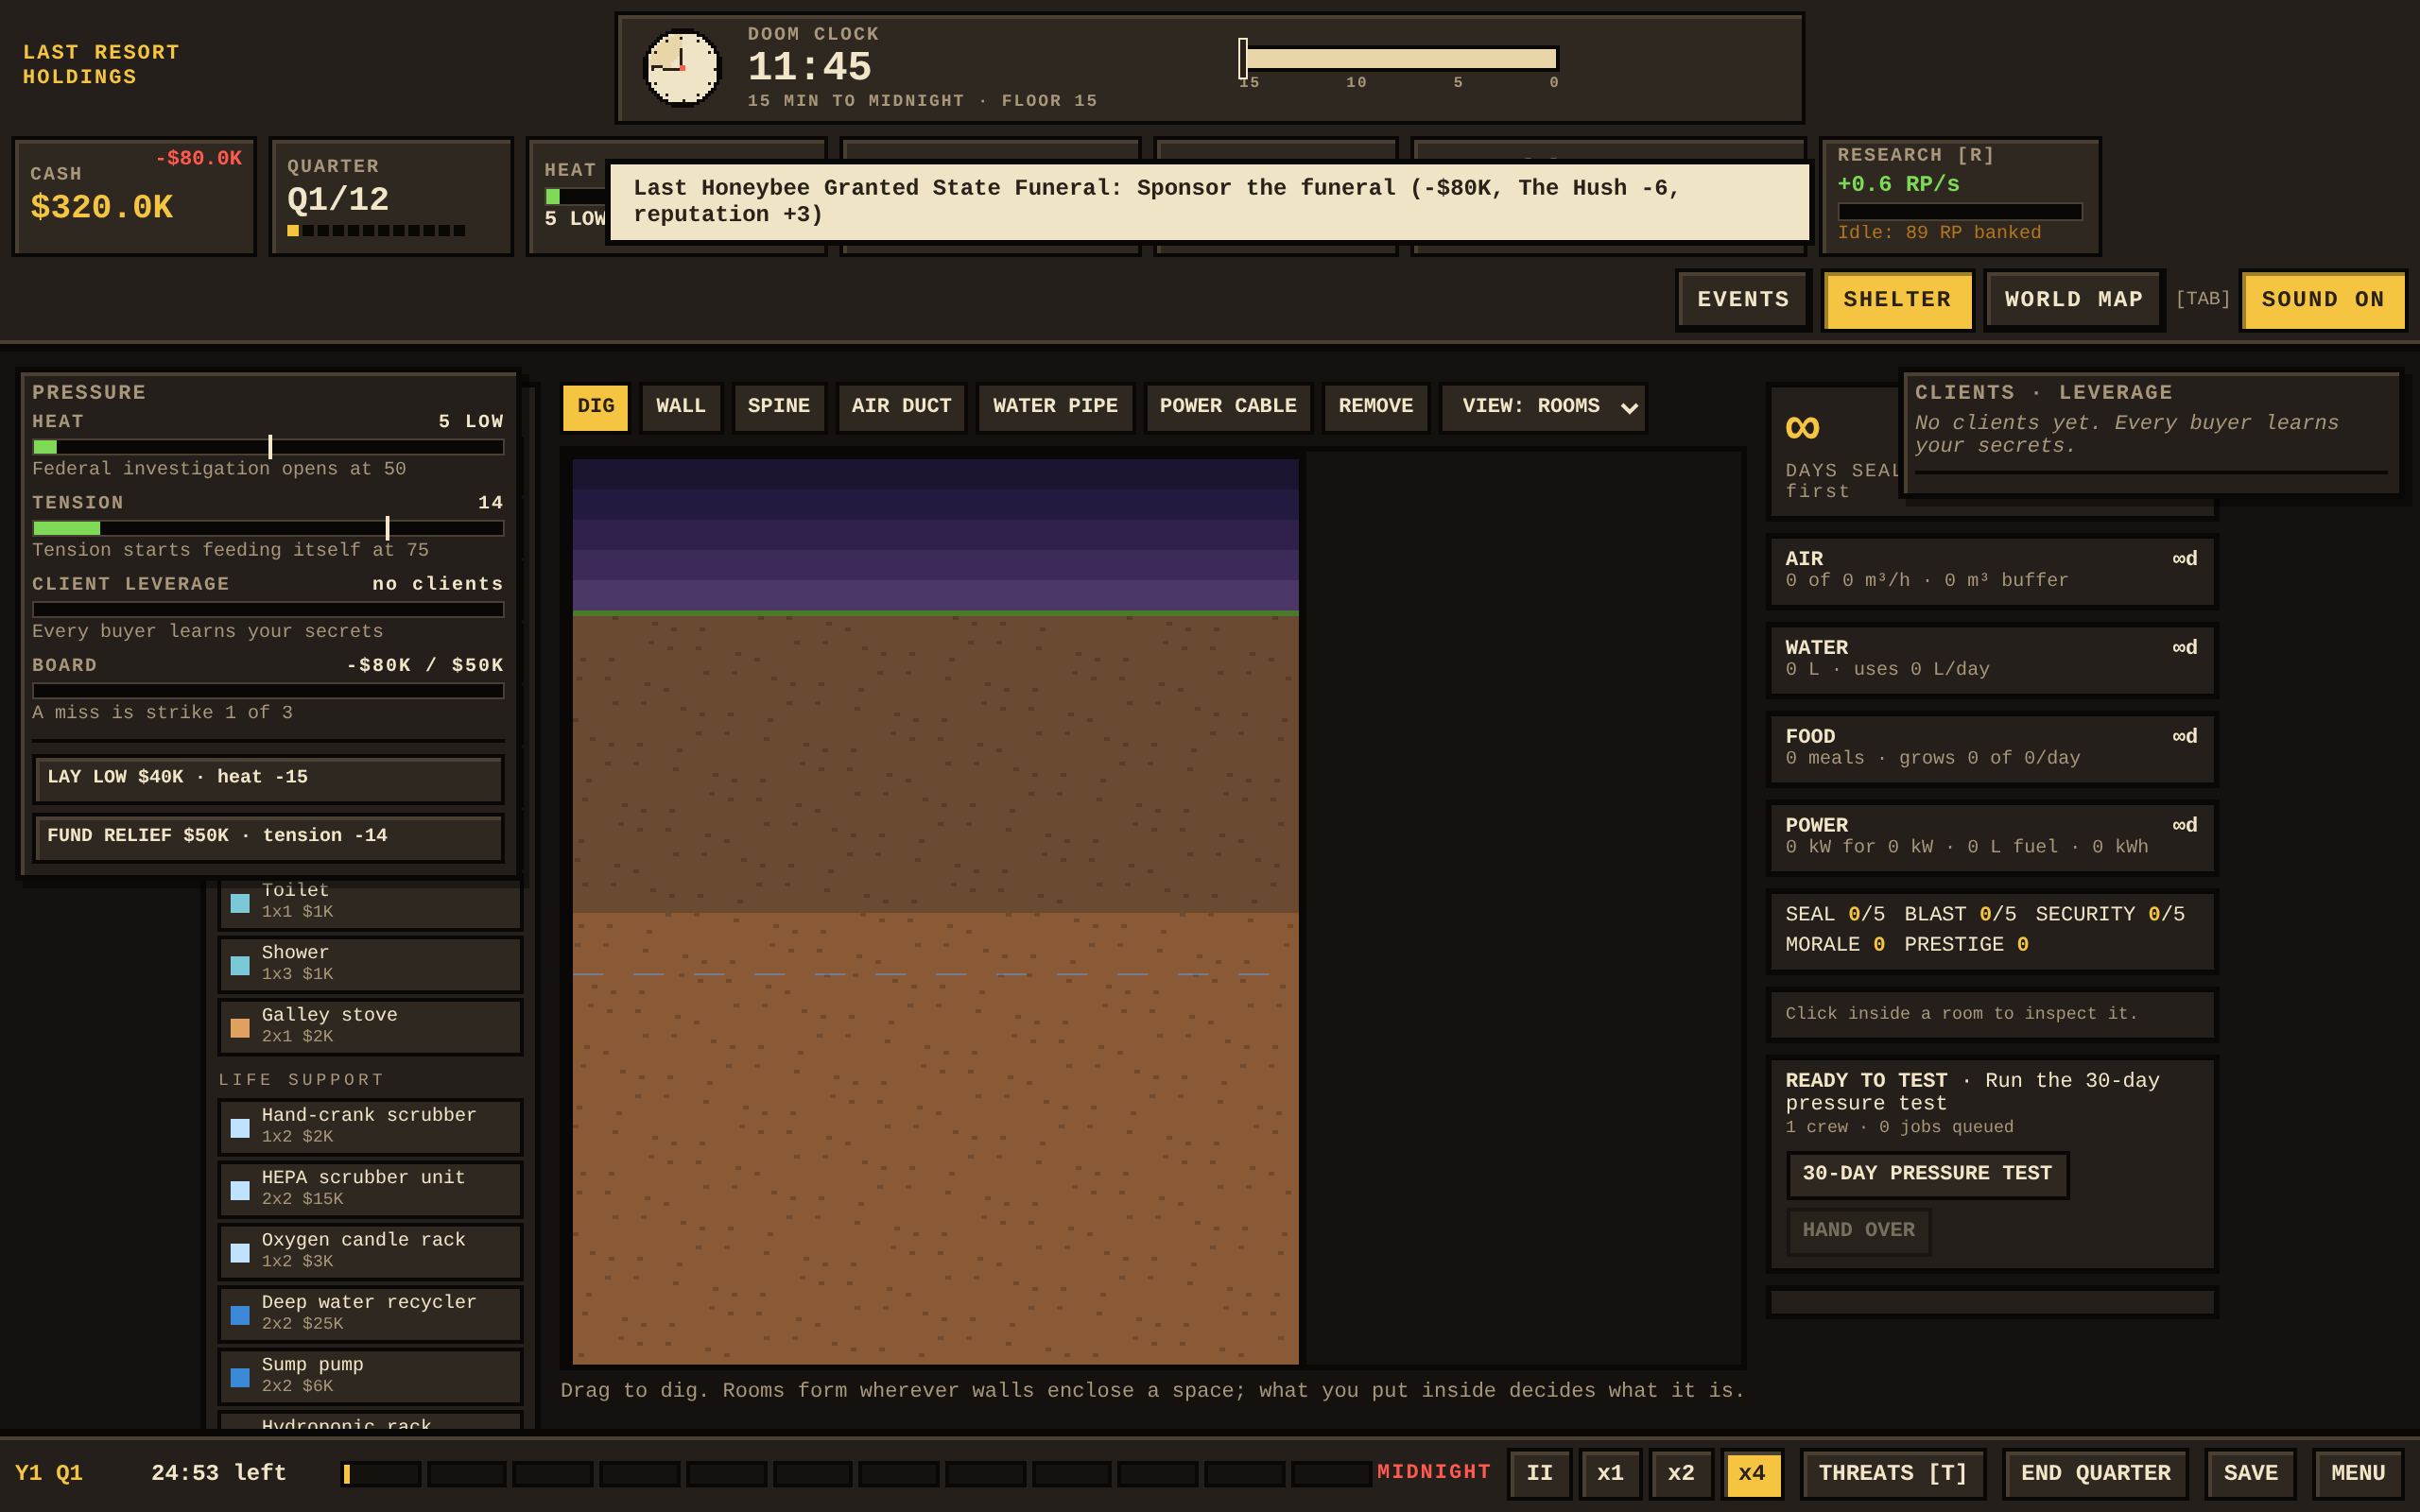 LAST RESORT
HOLDINGS
DOOM CLOCK
11:45
15 MIN TO MIDNIGHT · FLOOR 15
15 10 5 0
CASH
-$80.0K
$320.0K
QUARTER
Q1/12
HEAT
5 LOW
Last Honeybee Granted State Funeral: Sponsor the funeral (-$80K, The Hush -6,
reputation +3)
RESEARCH [R]
+0.6 RP/s
Idle: 89 RP banked
EVENTS
SHELTER
WORLD MAP
[TAB]
SOUND ON
PRESSURE
HEAT 5 LOW
Federal investigation opens at 50
TENSION 14
Tension starts feeding itself at 75
CLIENT LEVERAGE no clients
Every buyer learns your secrets
BOARD -$80K / $50K
A miss is strike 1 of 3
LAY LOW $40K · heat -15
FUND RELIEF $50K · tension -14
Toilet
1x1 $1K
Shower
1x3 $1K
Galley stove
2x1 $2K
LIFE SUPPORT
Hand-crank scrubber
1x2 $2K
HEPA scrubber unit
2x2 $15K
Oxygen candle rack
1x2 $3K
Deep water recycler
2x2 $25K
Sump pump
2x2 $6K
Hydroponic rack
DIG
WALL
SPINE
AIR DUCT
WATER PIPE
POWER CABLE
REMOVE
VIEW: ROOMS
Drag to dig. Rooms form wherever walls enclose a space; what you put inside decides what it is.
∞
DAYS SEAL
first
CLIENTS · LEVERAGE
No clients yet. Every buyer learns
your secrets.
AIR ∞d
0 of 0 m³/h · 0 m³ buffer
WATER ∞d
0 L · uses 0 L/day
FOOD ∞d
0 meals · grows 0 of 0/day
POWER ∞d
0 kW for 0 kW · 0 L fuel · 0 kWh
SEAL 0/5 BLAST 0/5 SECURITY 0/5
MORALE 0 PRESTIGE 0
Click inside a room to inspect it.
READY TO TEST · Run the 30-day
pressure test
1 crew · 0 jobs queued
30-DAY PRESSURE TEST
HAND OVER
Y1 Q1
24:53 left
MIDNIGHT
II
x1
x2
x4
THREATS [T]
END QUARTER
SAVE
MENU